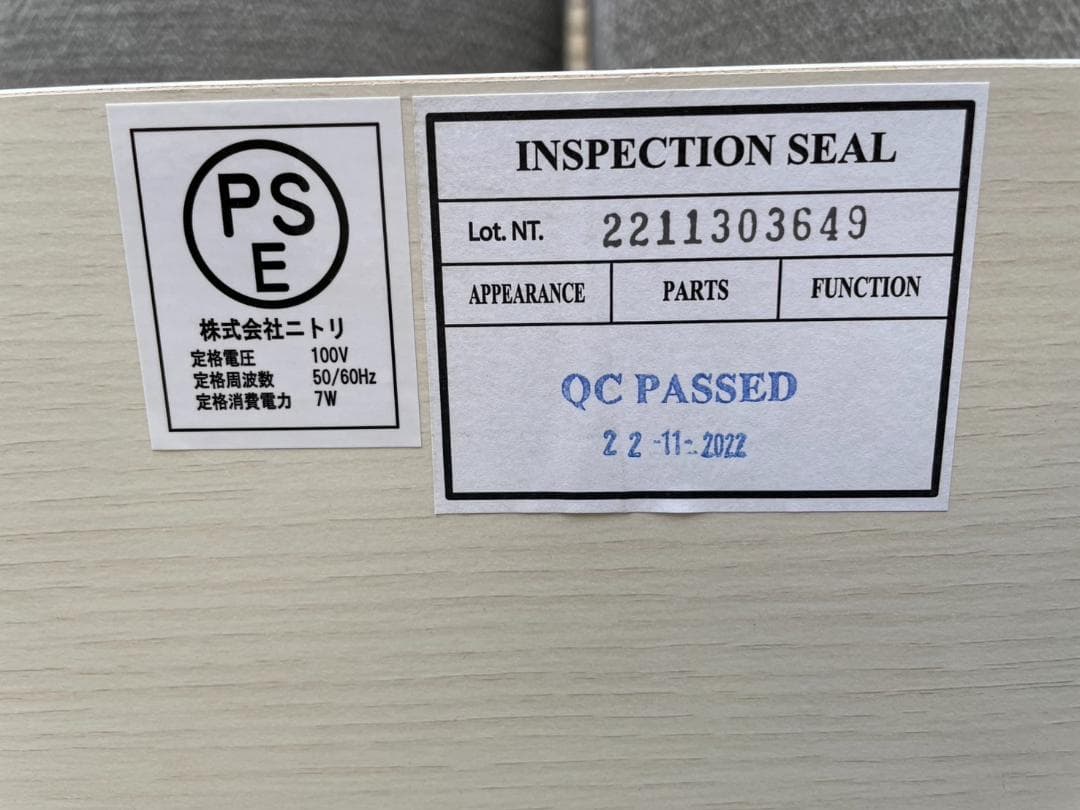 PS
E
株式会社ニトリ
定格電圧 100V
定格周波数 50/60Hz
定格消費電力 7W
INSPECTION SEAL
Lot. NT. 2211303649
APPEARANCE PARTS FUNCTION
QC PASSED
22-11-2022